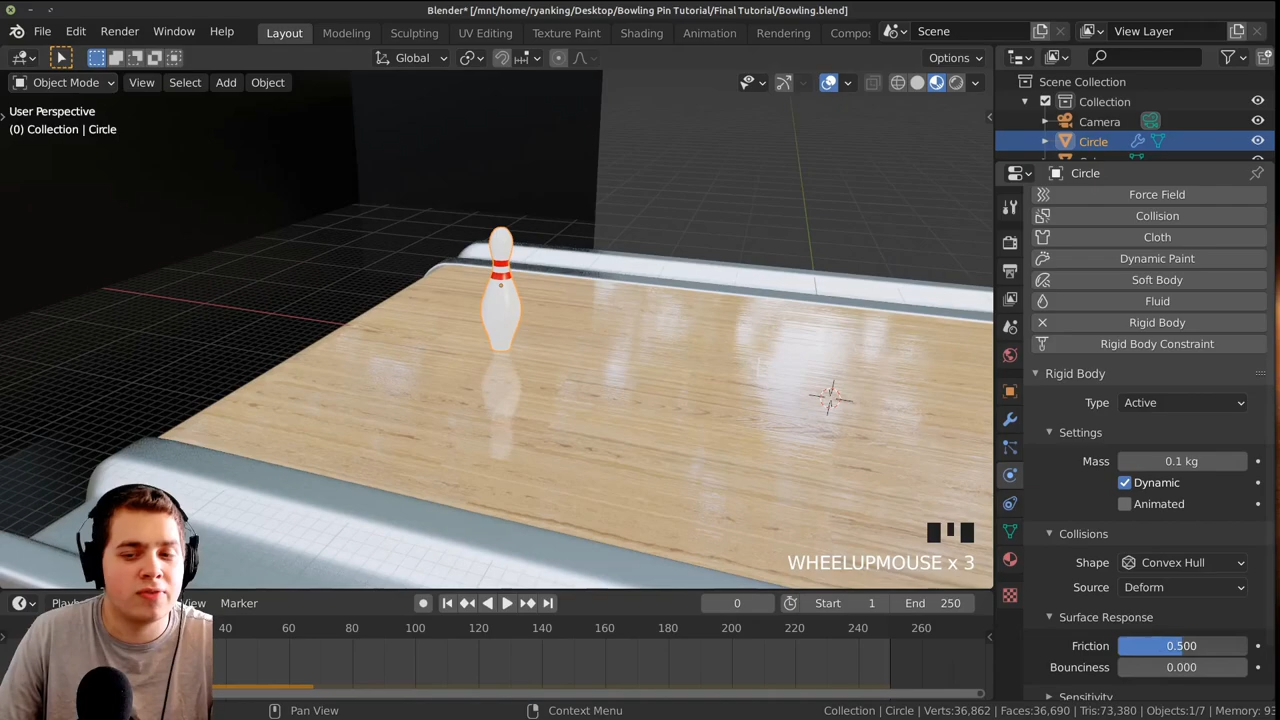 Blender* [/mnt/home/ryanking/Desktop/Bowling Pin Tutorial/Final Tutorial/Bowling.blend]
File Edit Render Window Help Layout Modeling Sculpting UV Editing Texture Paint Shading Animation Rendering Compos Scene View Layer
Global Options
Object Mode View Select Add Object
User Perspective
(0) Collection | Circle
Scene Collection
Collection
Camera
Circle
Circle
Force Field
Collision
Cloth
Dynamic Paint
Soft Body
Fluid
Rigid Body
Rigid Body Constraint
Rigid Body
Type Active
Settings
Mass 0.1 kg
Dynamic
Animated
Collisions
Shape Convex Hull
Source Deform
Surface Response
Friction 0.500
Bounciness 0.000
Sensitivity
WHEELUPMOUSE x 3
View Marker 0 Start 1 End 250
40 60 80 100 120 140 160 180 200 220 240 260
Pan View Context Menu Collection | Circle Verts:36,862 Faces:36,690 Tris:73,380 Objects:1/7 Memory: 93